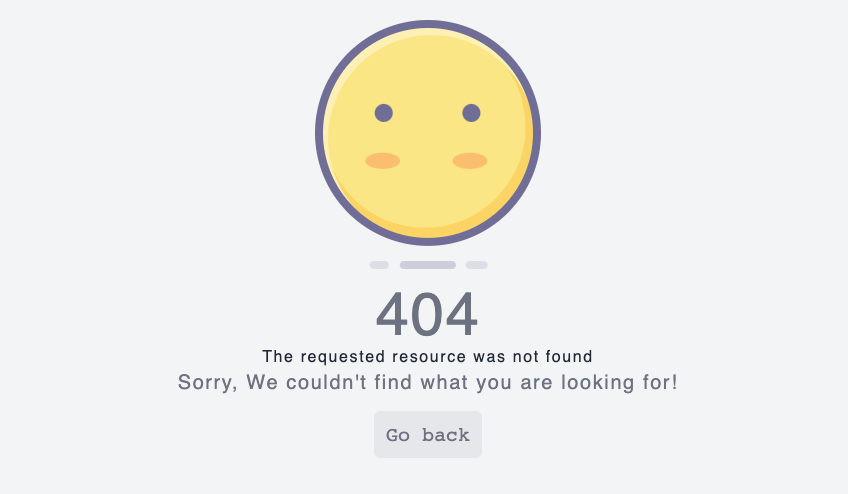 404
The requested resource was not found
Sorry, We couldn't find what you are looking for!
Go back